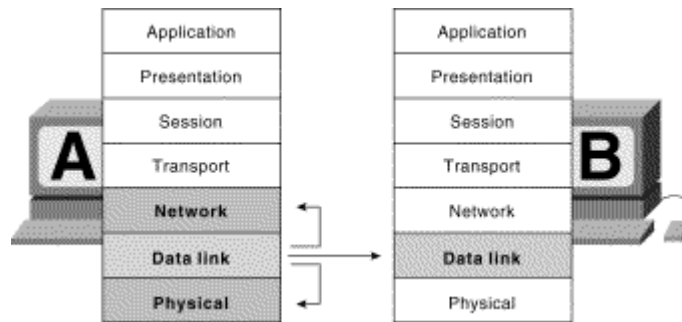 A
Application
Presentation
Session
Transport
Network
Data link
Physical
Application
Presentation
Session
Transport
Network
Data link
Physical
B